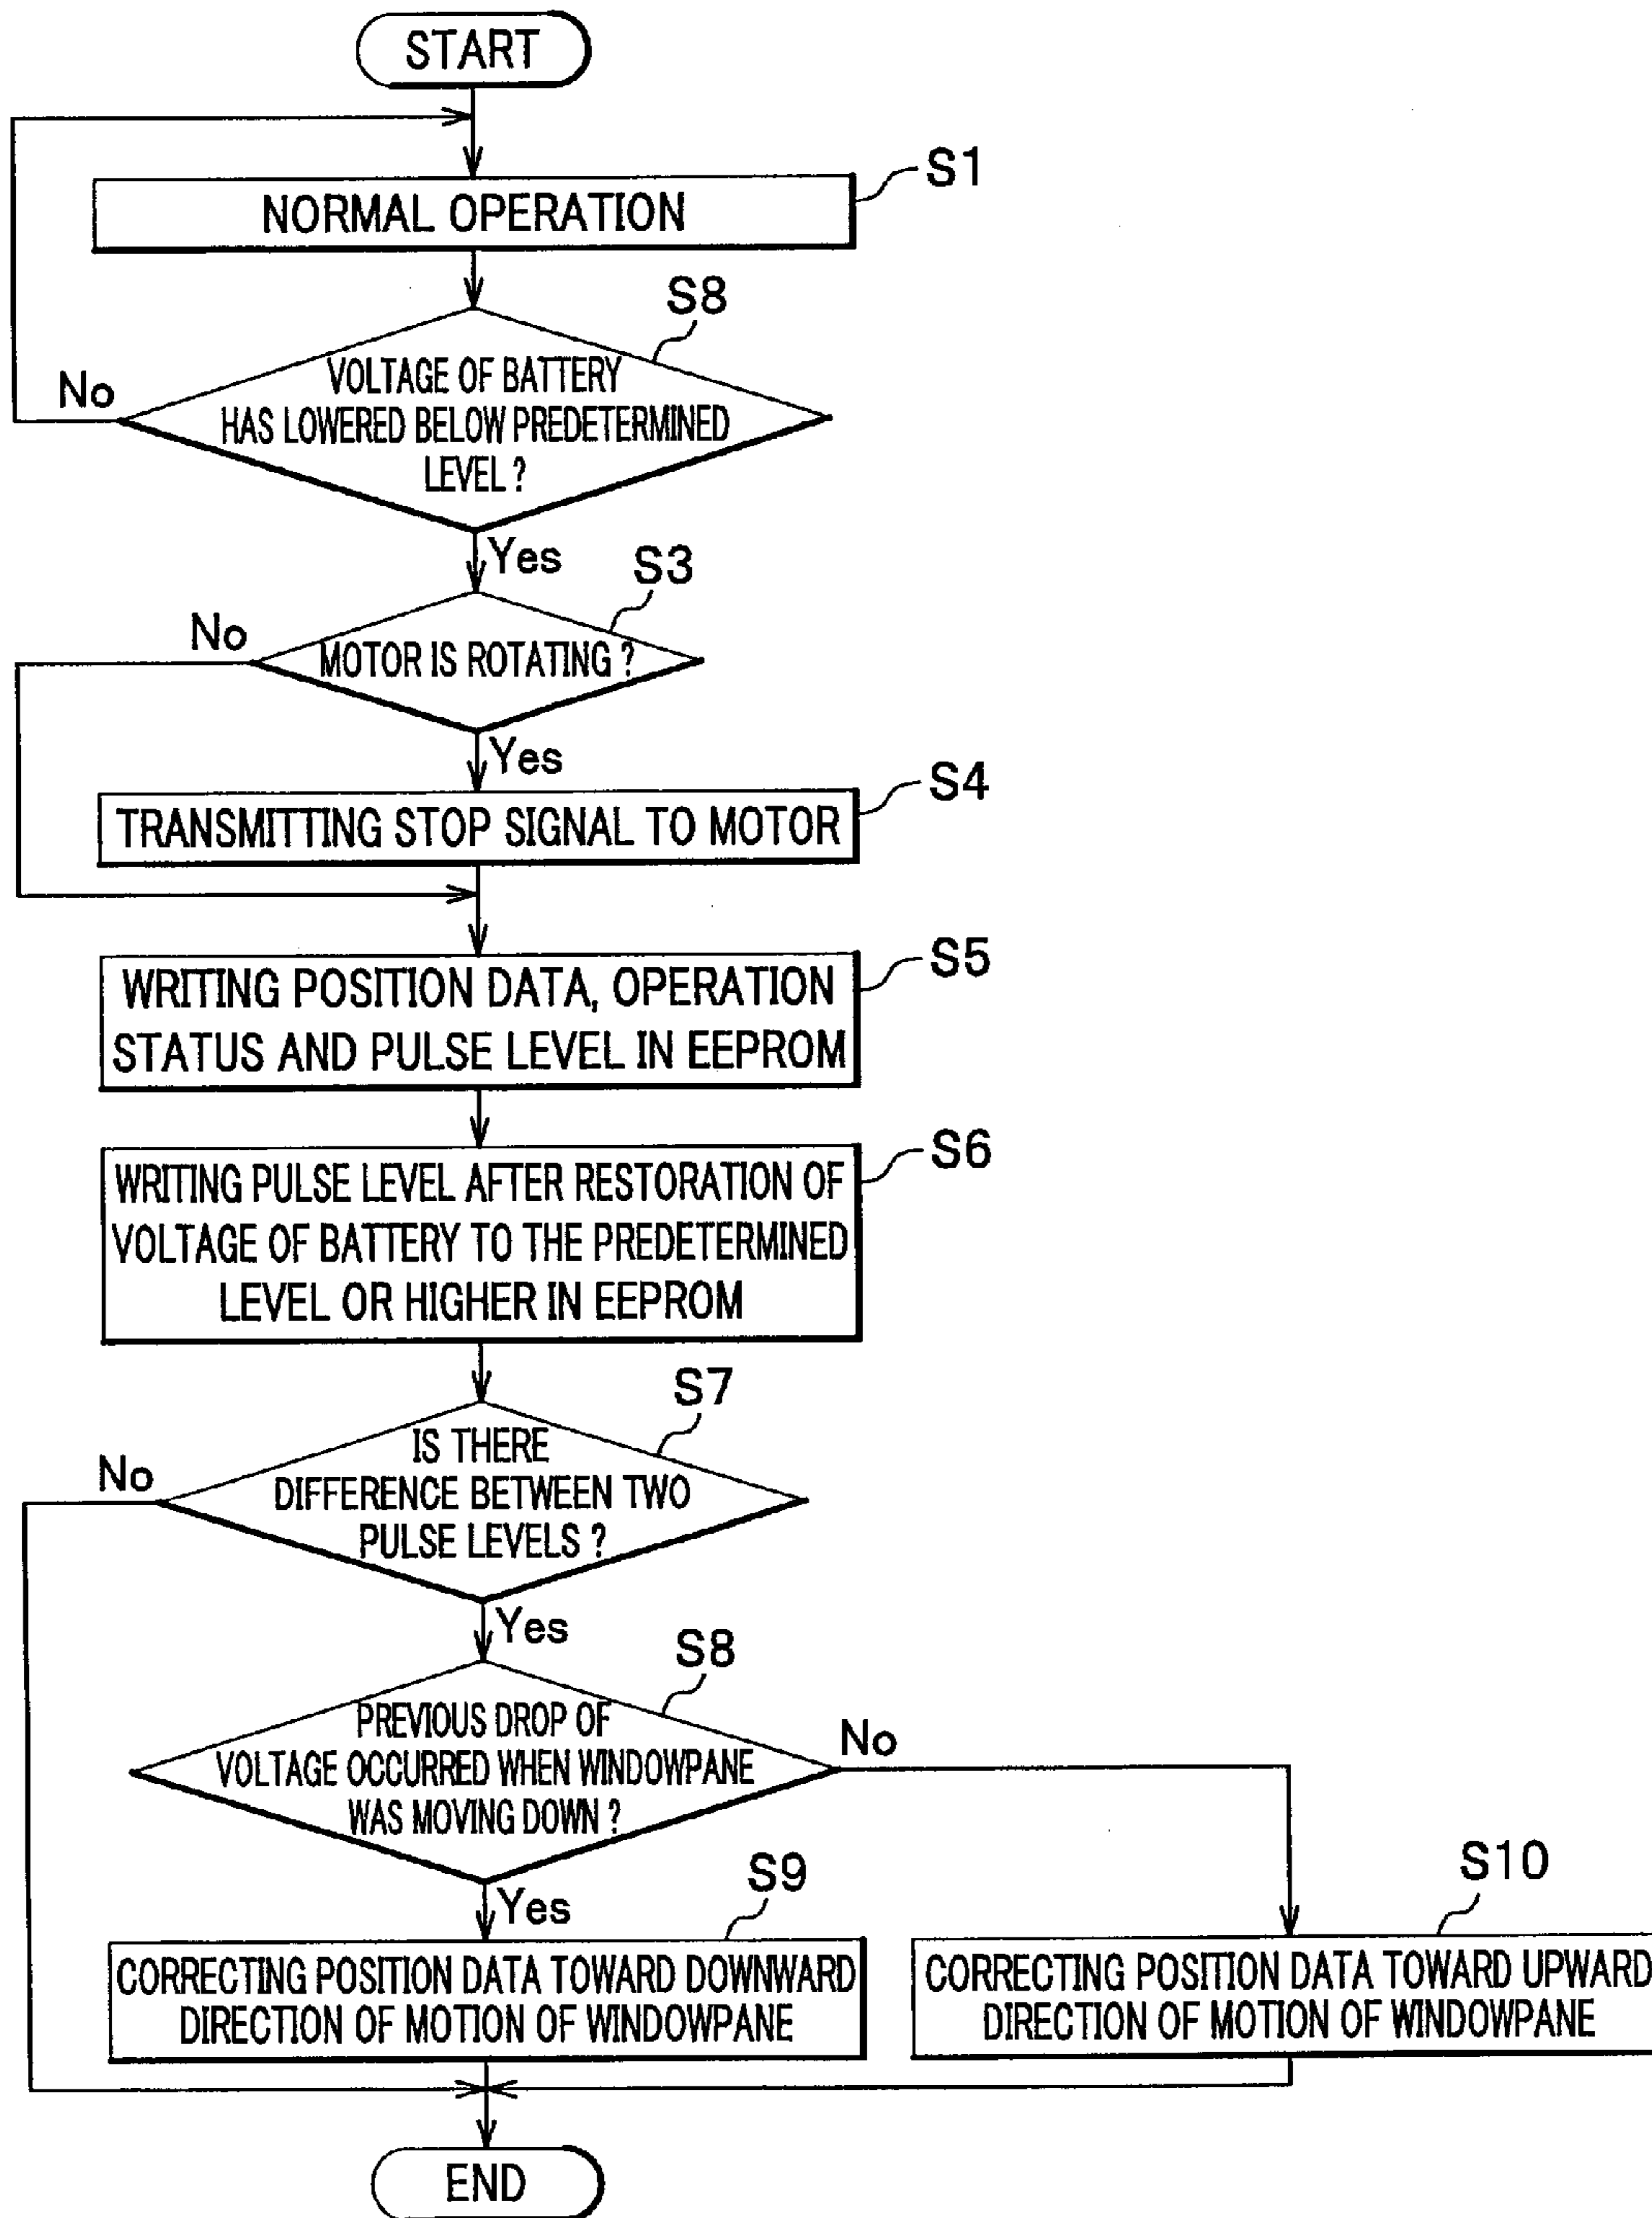 START
S1
NORMAL OPERATION
S8
VOLTAGE OF BATTERY
HAS LOWERED BELOW PREDETERMINED
LEVEL ?
No
Yes
S3
MOTOR IS ROTATING ?
No
Yes
S4
TRANSMITTING STOP SIGNAL TO MOTOR
S5
WRITING POSITION DATA, OPERATION
STATUS AND PULSE LEVEL IN EEPROM
S6
WRITING PULSE LEVEL AFTER RESTORATION OF
VOLTAGE OF BATTERY TO THE PREDETERMINED
LEVEL OR HIGHER IN EEPROM
S7
IS THERE
DIFFERENCE BETWEEN TWO
PULSE LEVELS ?
No
Yes
S8
PREVIOUS DROP OF
VOLTAGE OCCURRED WHEN WINDOWPANE
WAS MOVING DOWN ?
No
Yes
S9
CORRECTING POSITION DATA TOWARD DOWNWARD
DIRECTION OF MOTION OF WINDOWPANE
S10
CORRECTING POSITION DATA TOWARD UPWARD
DIRECTION OF MOTION OF WINDOWPANE
END